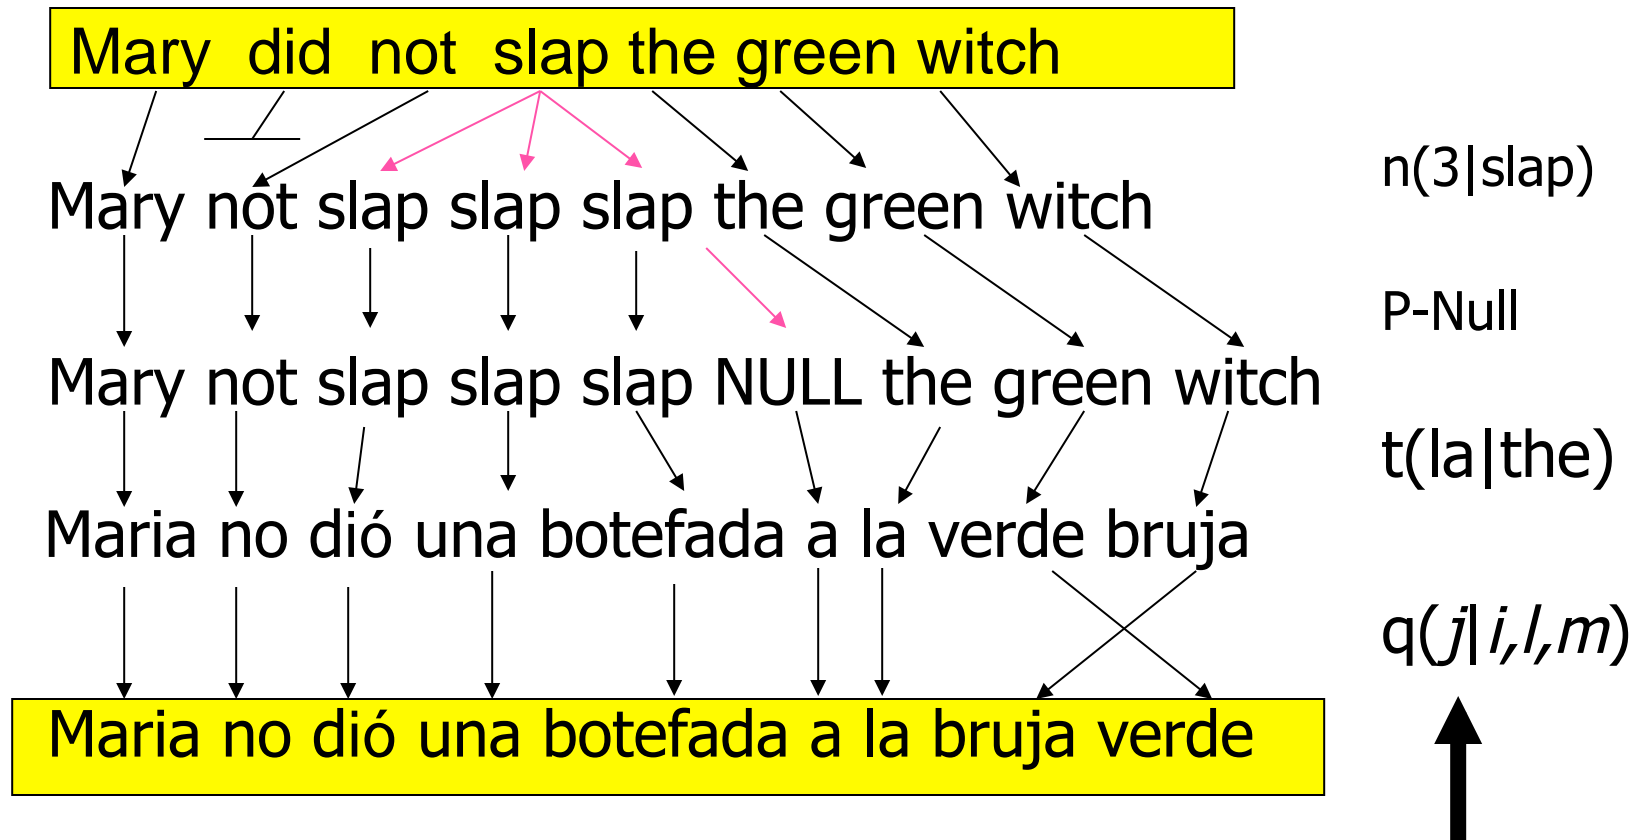 Mary did not slap the green witch
n(3|slap)
Mary not slap slap slap the green witch
P-Null
Mary not slap slap slap NULL the green witch
t(la|the)
Maria no dió una botefada a la verde bruja
q(j|i,l,m)
Maria no dió una botefada a la bruja verde